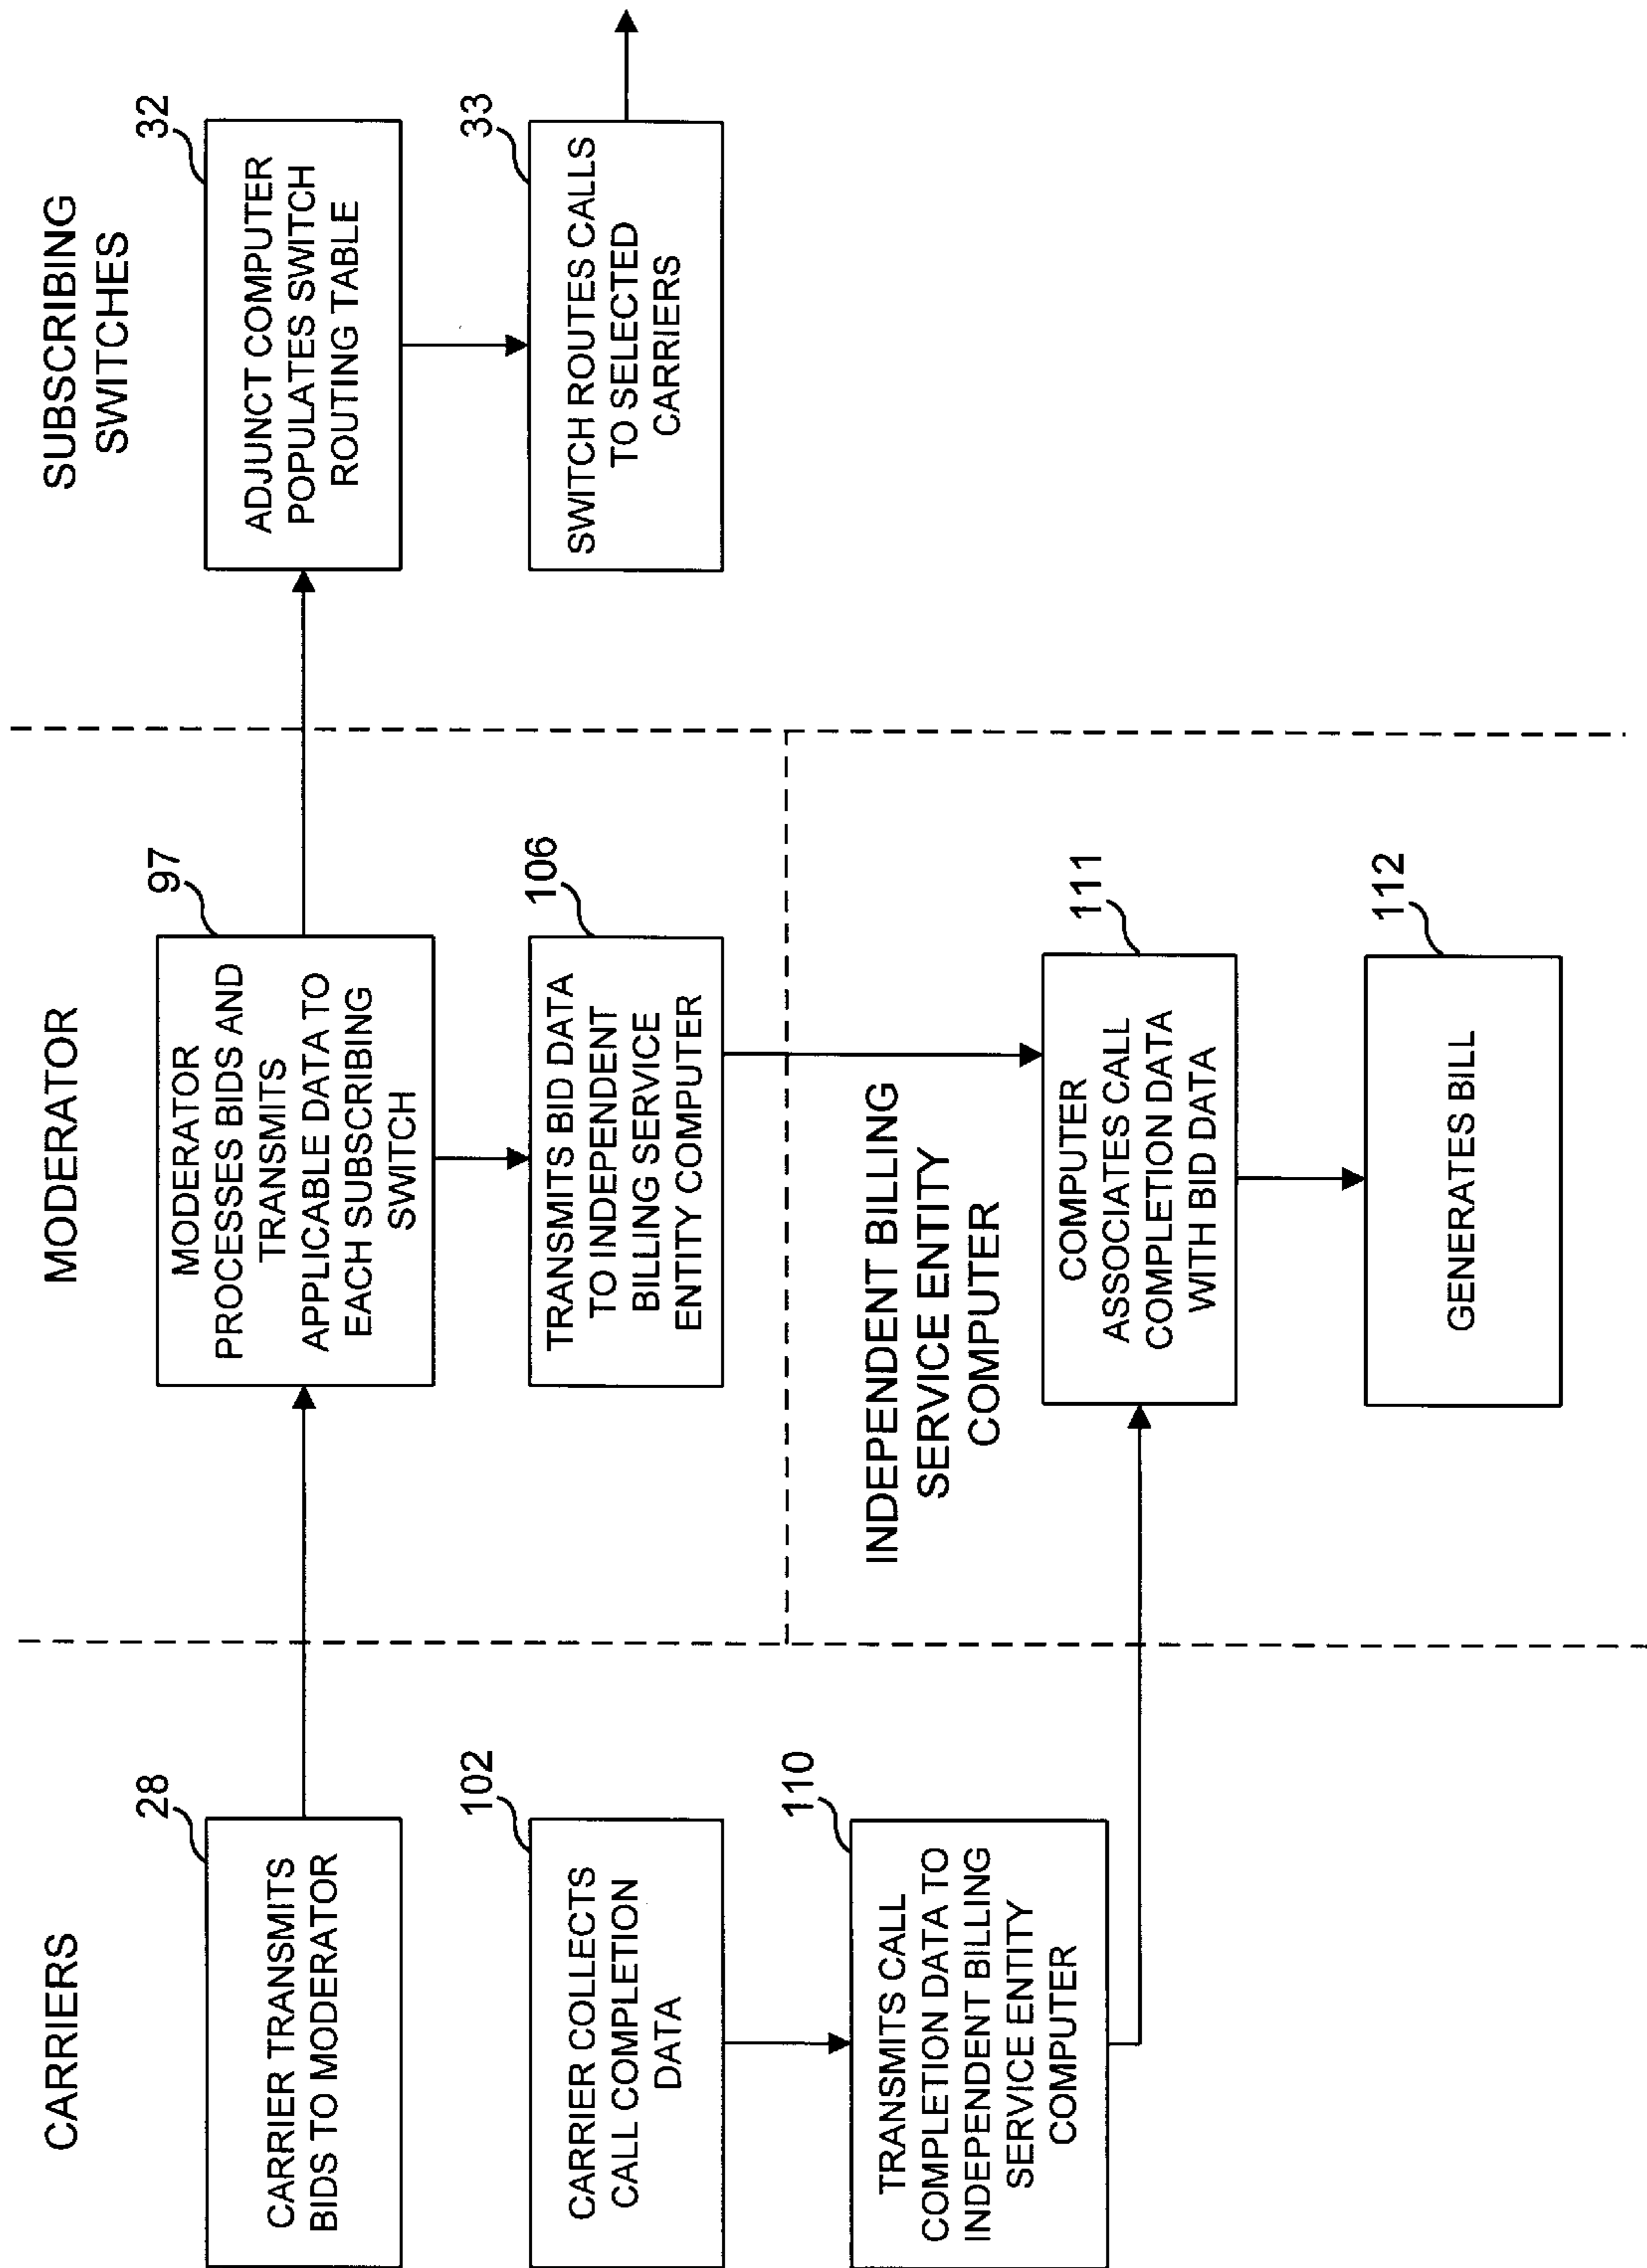 CARRIERS
28
CARRIER TRANSMITS
BIDS TO MODERATOR
102
CARRIER COLLECTS
CALL COMPLETION
DATA
110
TRANSMITS CALL
COMPLETION DATA TO
INDEPENDENT BILLING
SERVICE ENTITY
COMPUTER
MODERATOR
97
MODERATOR
PROCESSES BIDS AND
TRANSMITS
APPLICABLE DATA TO
EACH SUBSCRIBING
SWITCH
106
TRANSMITS BID DATA
TO INDEPENDENT
BILLING SERVICE
ENTITY COMPUTER
INDEPENDENT BILLING
SERVICE ENTITY
COMPUTER
111
COMPUTER
ASSOCIATES CALL
COMPLETION DATA
WITH BID DATA
112
GENERATES BILL
SUBSCRIBING
SWITCHES
32
ADJUNCT COMPUTER
POPULATES SWITCH
ROUTING TABLE
33
SWITCH ROUTES CALLS
TO SELECTED
CARRIERS